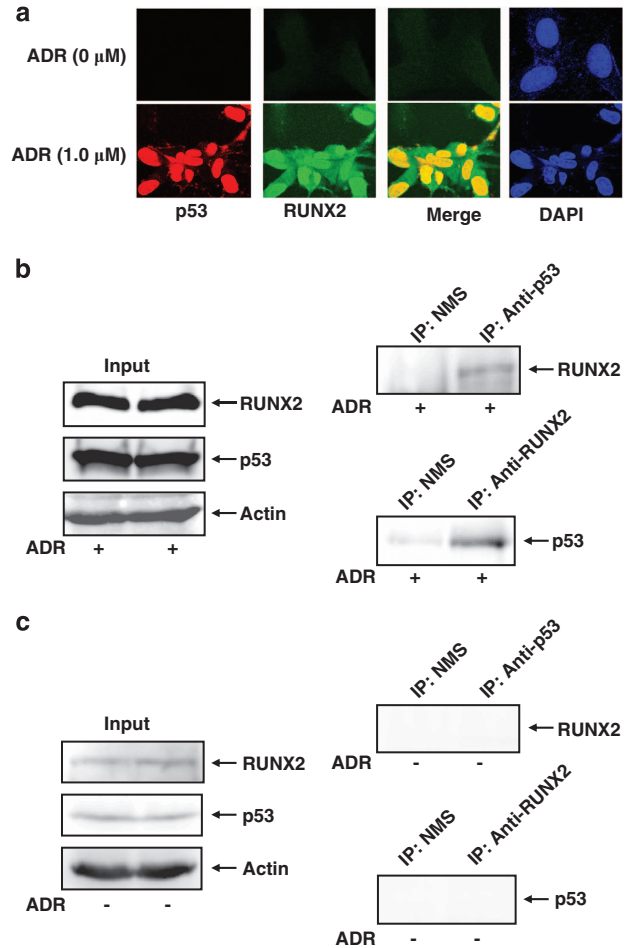 a
ADR (0 µM)
ADR (1.0 µM)
p53 RUNX2 Merge DAPI
b
Input
RUNX2
p53
Actin
ADR + +
IP: NMS IP: Anti-p53
RUNX2
ADR + +
IP: NMS IP: Anti-RUNX2
p53
ADR + +
c
Input
RUNX2
p53
Actin
ADR - -
IP: NMS IP: Anti-p53
RUNX2
ADR - -
IP: NMS IP: Anti-RUNX2
p53
ADR - -